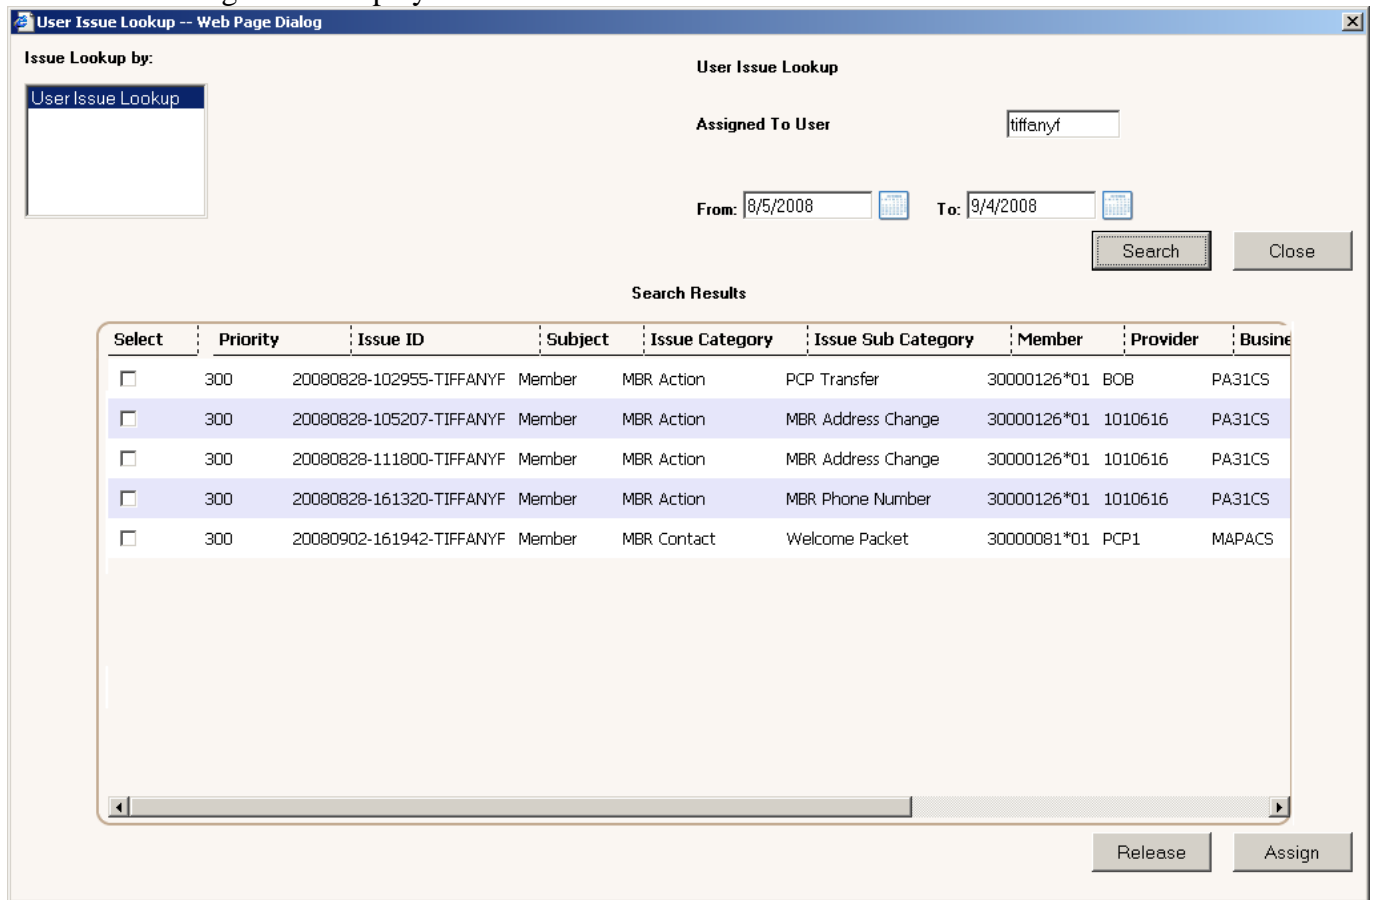 User Issue Lookup -- Web Page Dialog
Issue Lookup by:
User Issue Lookup
User Issue Lookup
Assigned To User tiffanyf
From: 8/5/2008 To: 9/4/2008
Search Close
Search Results
Select Priority Issue ID Subject Issue Category Issue Sub Category Member Provider Busine
300 20080828-102955-TIFFANYF Member MBR Action PCP Transfer 30000126*01 BOB PA31CS
300 20080828-105207-TIFFANYF Member MBR Action MBR Address Change 30000126*01 1010616 PA31CS
300 20080828-111800-TIFFANYF Member MBR Action MBR Address Change 30000126*01 1010616 PA31CS
300 20080828-161320-TIFFANYF Member MBR Action MBR Phone Number 30000126*01 1010616 PA31CS
300 20080902-161942-TIFFANYF Member MBR Contact Welcome Packet 30000081*01 PCP1 MAPACS
Release Assign